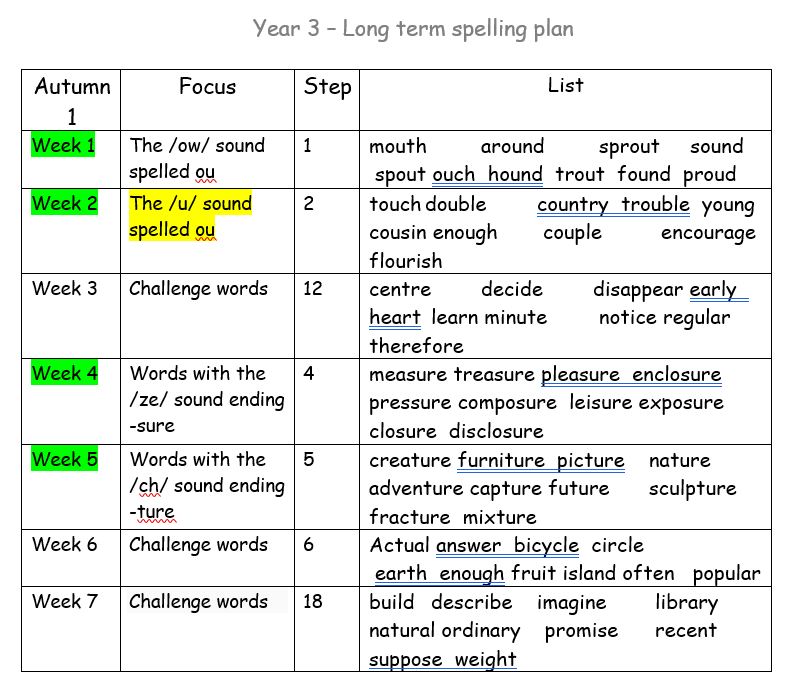 Year 3 – Long term spelling plan
Autumn 1 Focus Step List
Week 1 The /ow/ sound spelled ou 1 mouth around sprout sound
spout ouch hound trout found proud
Week 2 The /u/ sound spelled ou 2 touch double country trouble young
cousin enough couple encourage
flourish
Week 3 Challenge words 12 centre decide disappear early
heart learn minute notice regular
therefore
Week 4 Words with the /ze/ sound ending -sure 4 measure treasure pleasure enclosure
pressure composure leisure exposure
closure disclosure
Week 5 Words with the /ch/ sound ending -ture 5 creature furniture picture nature
adventure capture future sculpture
fracture mixture
Week 6 Challenge words 6 Actual answer bicycle circle
earth enough fruit island often popular
Week 7 Challenge words 18 build describe imagine library
natural ordinary promise recent
suppose weight